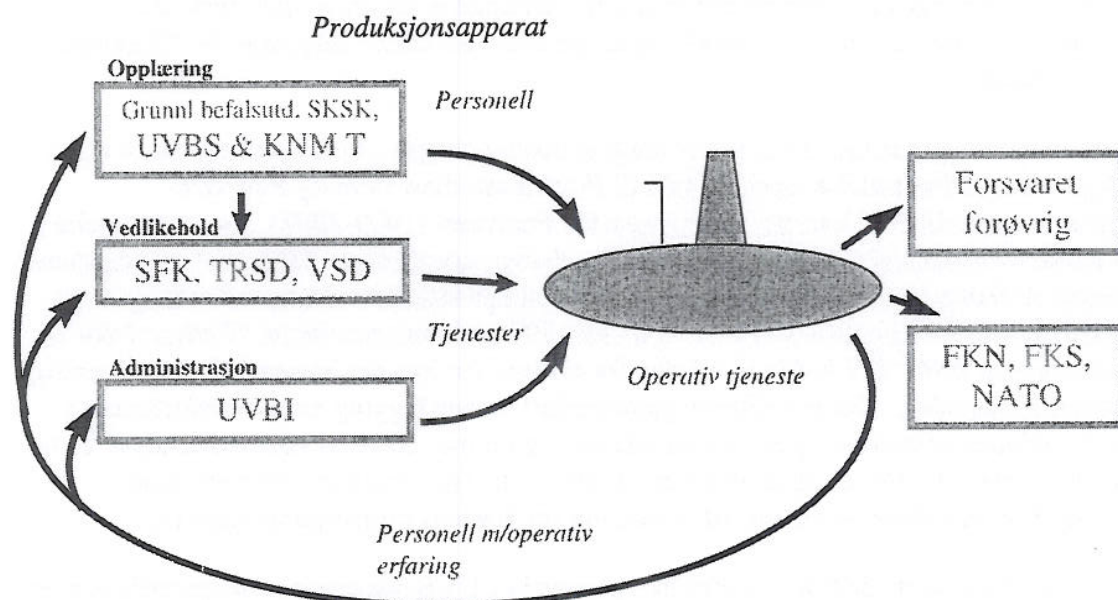 Produksjonsapparat
Opplæring
Grunnl befalsutd. SKSK,
UVBS & KNM T
Personell
Vedlikehold
SFK, TRSD, VSD
Tjenester
Administrasjon
UVBI
Operativ tjeneste
Forsvaret
forøvrig
FKN, FKS,
NATO
Personell m/operativ
erfaring